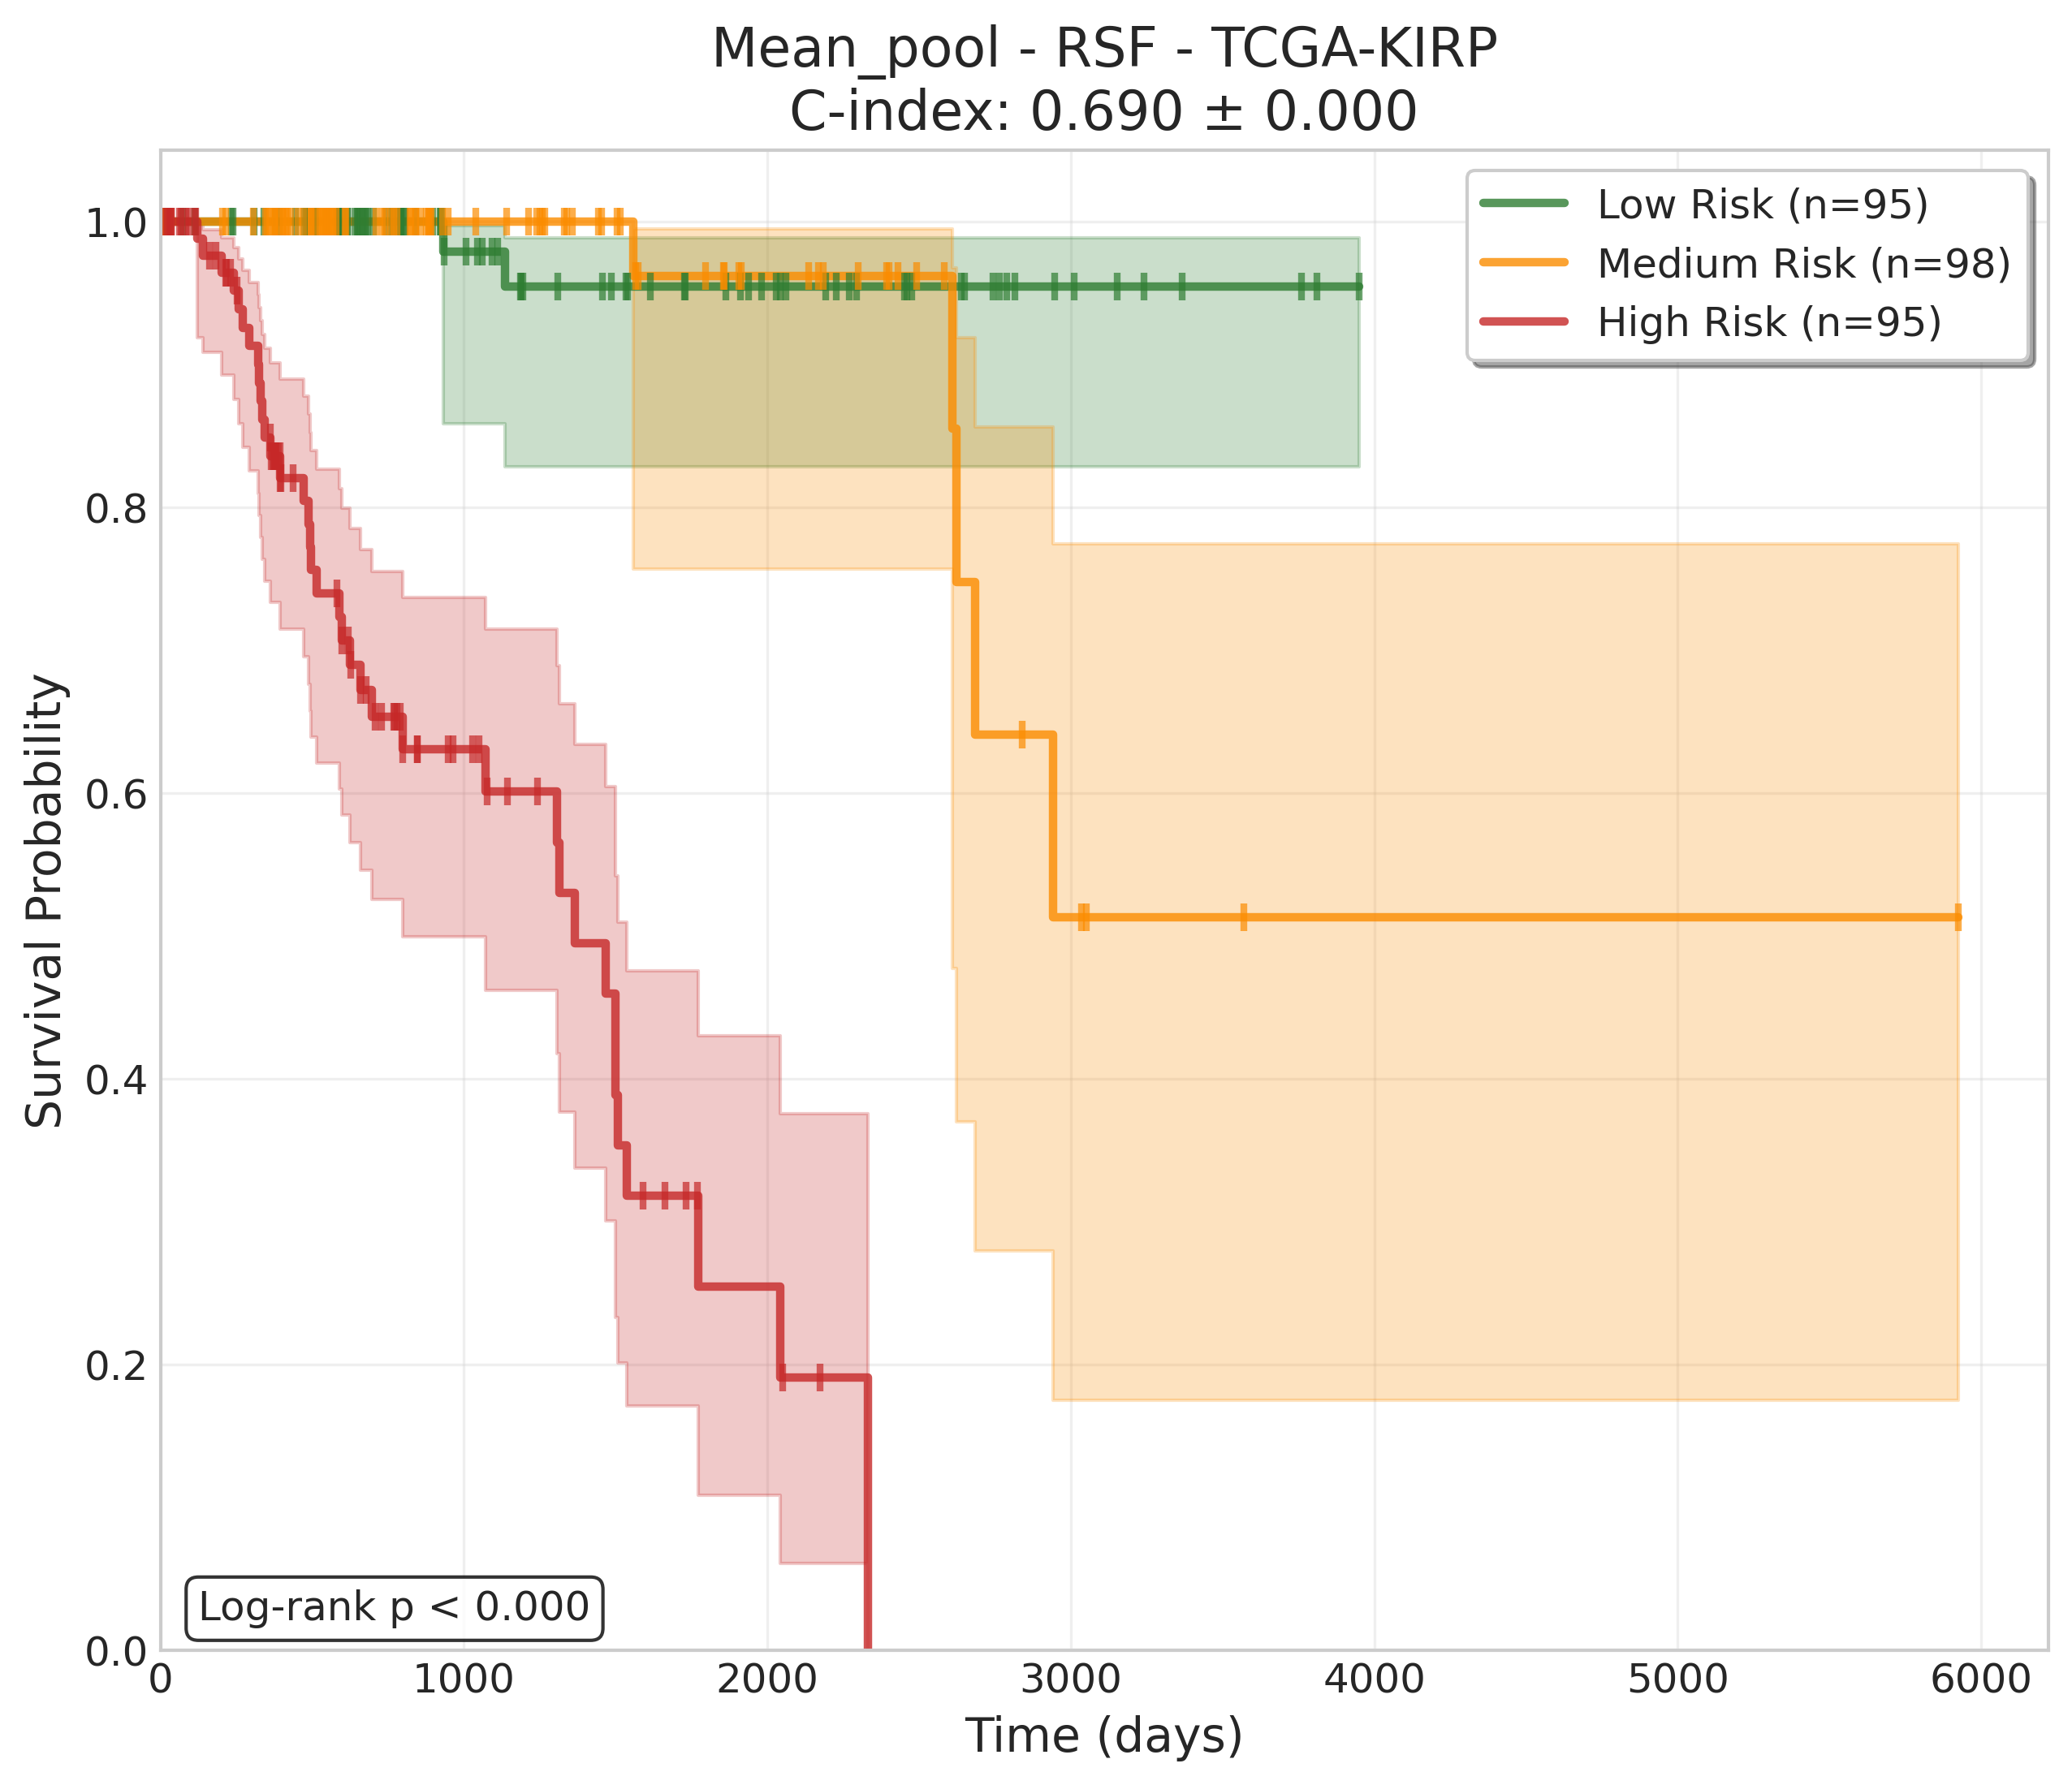 Mean_pool - RSF - TCGA-KIRP
C-index: 0.690 ± 0.000
Low Risk (n=95)
Medium Risk (n=98)
High Risk (n=95)
Survival Probability
1.0
0.8
0.6
0.4
0.2
0.0
Log-rank p < 0.000
0 1000 2000 3000 4000 5000 6000
Time (days)